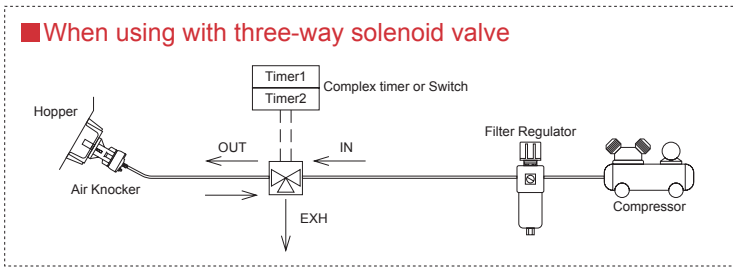 ■When using with three-way solenoid valve
Timer1
Timer2
Complex timer or Switch
Hopper
OUT
IN
Filter Regulator
Air Knocker
EXH
Compressor